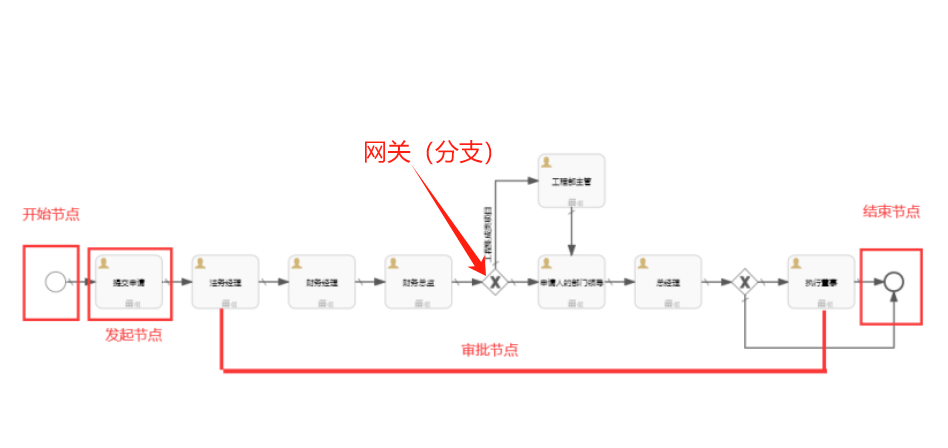 网关（分支）
工程部主管
开始节点
结束节点
提交申请
法务经理
财务经理
财务总监
申请人的部门领导
总经理
执行董事
发起节点
审批节点